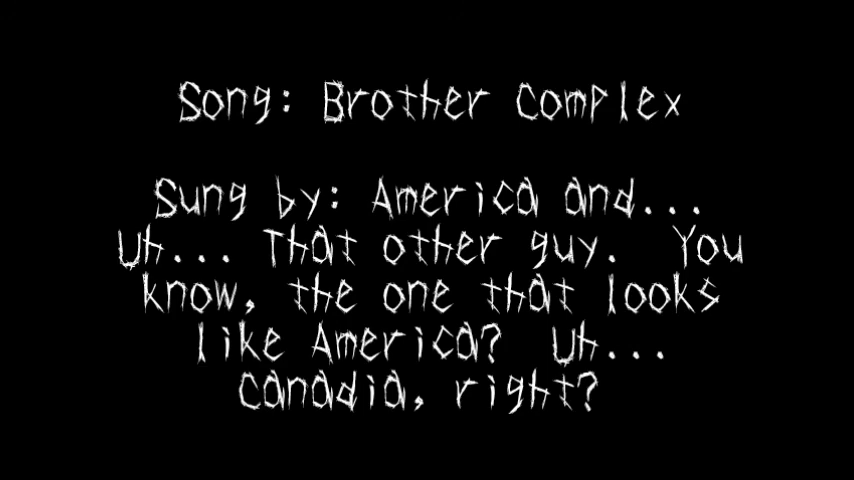 Song: Brother Complex
Sung by: America and...
Uh... That other guy. You
know, the one that looks
like America? Uh...
Canadia, right?